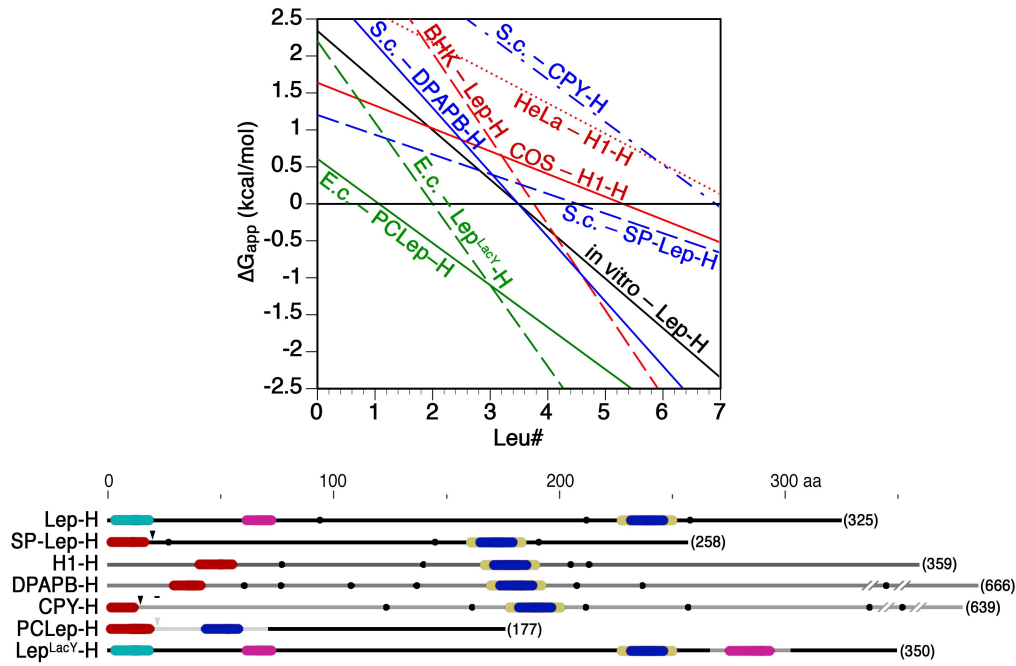 2.5
2
1.5
1
0.5
0
-0.5
-1
-1.5
-2
-2.5
ΔGapp (kcal/mol)
S.c. – DPAPB-H
BHK – Lep-H
S.c. – CPY-H
HeLa – H1-H
COS – H1-H
E.c. – PCLep–H
E.c. – LepLacY-H
S.c. – SP-Lep-H
in vitro – Lep-H
0 1 2 3 4 5 6 7
Leu#
0 100 200 300 aa
Lep-H (325)
SP-Lep-H (258)
H1-H (359)
DPAPB-H (666)
CPY-H - (639)
PCLep-H (177)
LepLacY-H (350)